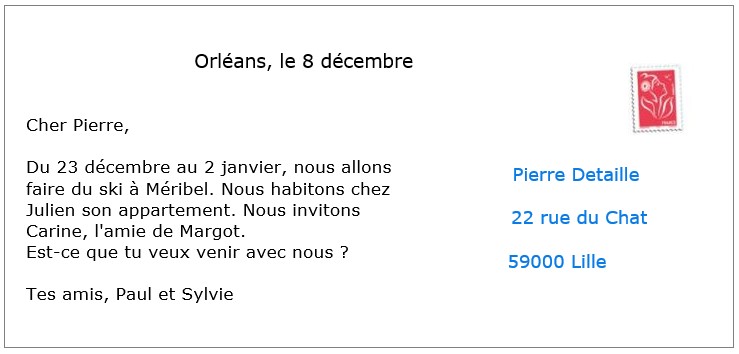 Orléans, le 8 décembre
Cher Pierre,
Du 23 décembre au 2 janvier, nous allons
faire du ski à Méribel. Nous habitons chez
Julien son appartement. Nous invitons
Carine, l'amie de Margot.
Est-ce que tu veux venir avec nous ?
Tes amis, Paul et Sylvie
FRANCE
Pierre Detaille
22 rue du Chat
59000 Lille